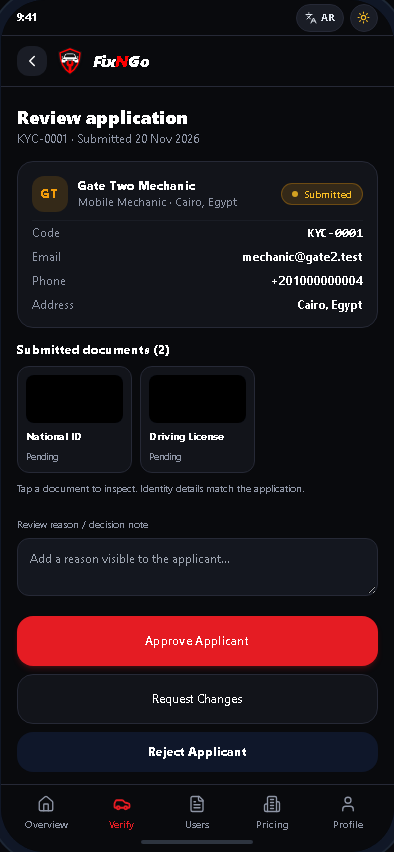 9:41
AR
FixNGo
Review application
KYC-0001 · Submitted 20 Nov 2026
GT
Gate Two Mechanic
Mobile Mechanic · Cairo, Egypt
Submitted
Code
KYC-0001
Email
mechanic@gate2.test
Phone
+201000000004
Address
Cairo, Egypt
Submitted documents (2)
National ID
Pending
Driving License
Pending
Tap a document to inspect. Identity details match the application.
Review reason / decision note
Add a reason visible to the applicant...
Approve Applicant
Request Changes
Reject Applicant
Overview
Verify
Users
Pricing
Profile